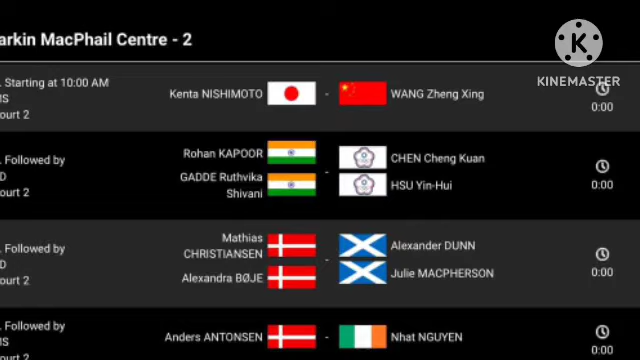 arkin MacPhail Centre - 2
K
KINEMASTER
. Starting at 10:00 AM
MS
ourt 2
Kenta NISHIMOTO - WANG Zheng Xing
0:00
. Followed by
D
ourt 2
Rohan KAPOOR
GADDE Ruthvika
Shivani
-
CHEN Cheng Kuan
HSU Yin-Hui
0:00
. Followed by
D
ourt 2
Mathias
CHRISTIANSEN
Alexandra BØJE
-
Alexander DUNN
Julie MACPHERSON
0:00
. Followed by
MS
ourt 2
Anders ANTONSEN - Nhat NGUYEN
0:00